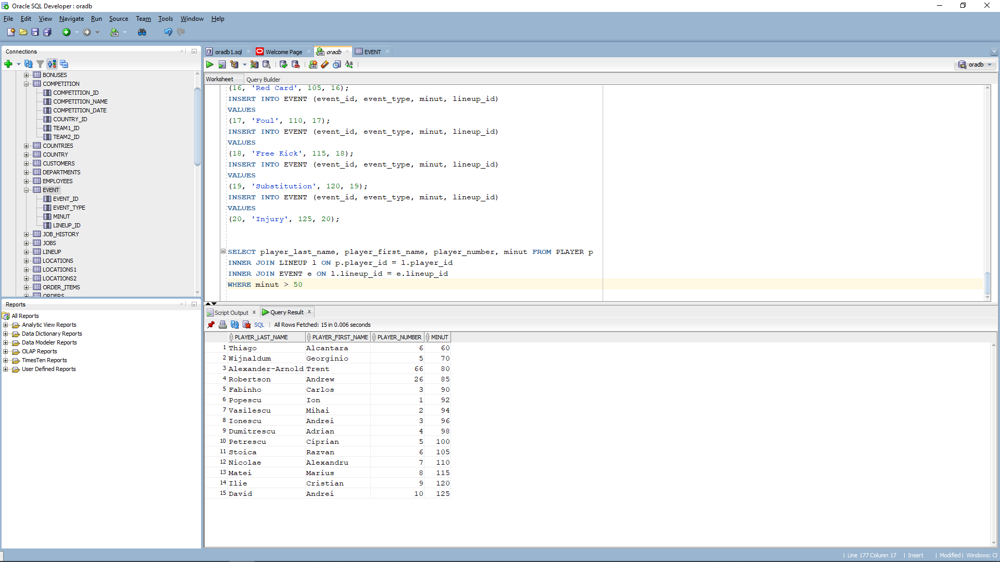 Oracle SQL Developer : oradb
File Edit View Navigate Run Source Team Tools Window Help
Connections
BONUSES
COMPETITION
COMPETITION_ID
COMPETITION_NAME
COMPETITION_DATE
COUNTRY_ID
TEAM1_ID
TEAM2_ID
COUNTRIES
COUNTRY
CUSTOMERS
DEPARTMENTS
EMPLOYEES
EVENT
EVENT_ID
EVENT_TYPE
MINUT
LINEUP_ID
JOB_HISTORY
JOBS
LINEUP
LOCATIONS
LOCATIONS1
LOCATIONS2
ORDER_ITEMS
ORDERS
Reports
All Reports
Analytic View Reports
Data Dictionary Reports
Data Modeler Reports
OLAP Reports
TimesTen Reports
User Defined Reports
oradb1.sql Welcome Page oradb EVENT
oradb
Worksheet Query Builder
(16, 'Red Card', 105, 16);
INSERT INTO EVENT (event_id, event_type, minut, lineup_id)
VALUES
(17, 'Foul', 110, 17);
INSERT INTO EVENT (event_id, event_type, minut, lineup_id)
VALUES
(18, 'Free Kick', 115, 18);
INSERT INTO EVENT (event_id, event_type, minut, lineup_id)
VALUES
(19, 'Substitution', 120, 19);
INSERT INTO EVENT (event_id, event_type, minut, lineup_id)
VALUES
(20, 'Injury', 125, 20);
SELECT player_last_name, player_first_name, player_number, minut FROM PLAYER p
INNER JOIN LINEUP l ON p.player_id = l.player_id
INNER JOIN EVENT e ON l.lineup_id = e.lineup_id
WHERE minut > 50
Script Output x Query Result x
SQL | All Rows Fetched: 15 in 0.006 seconds
PLAYER_LAST_NAME PLAYER_FIRST_NAME PLAYER_NUMBER MINUT
1 Thiago Alcantara 6 60
2 Wijnaldum Georginio 5 70
3 Alexander-Arnold Trent 66 80
4 Robertson Andrew 26 85
5 Fabinho Carlos 3 90
6 Popescu Ion 1 92
7 Vasilescu Mihai 2 94
8 Ionescu Andrei 3 96
9 Dumitrescu Adrian 4 98
10 Petrescu Ciprian 5 100
11 Stoica Razvan 6 105
12 Nicolae Alexandru 7 110
13 Matei Marius 8 115
14 Ilie Cristian 9 120
15 David Andrei 10 125
| Line 177 Column 17 | Insert | Modified | Windows: CF